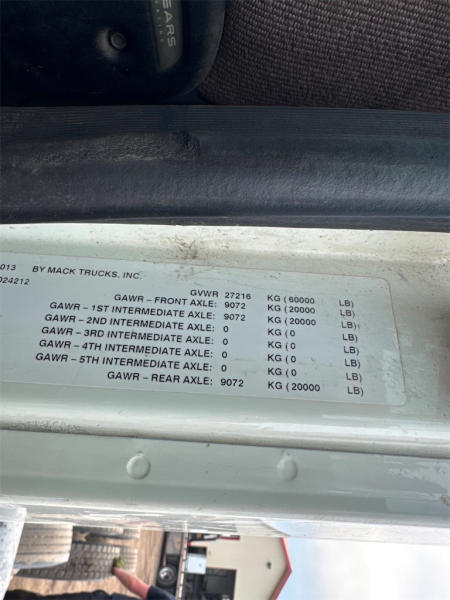 SEARS
SEATING
013 BY MACK TRUCKS, INC.
024212
GVWR 27216 KG ( 60000 LB)
GAWR – FRONT AXLE: 9072 KG ( 20000 LB)
GAWR – 1ST INTERMEDIATE AXLE: 9072 KG ( 20000 LB)
GAWR – 2ND INTERMEDIATE AXLE: 0 KG ( 0 LB)
GAWR – 3RD INTERMEDIATE AXLE: 0 KG ( 0 LB)
GAWR – 4TH INTERMEDIATE AXLE: 0 KG ( 0 LB)
GAWR – 5TH INTERMEDIATE AXLE: 0 KG ( 0 LB)
GAWR – REAR AXLE: 9072 KG ( 20000 LB)